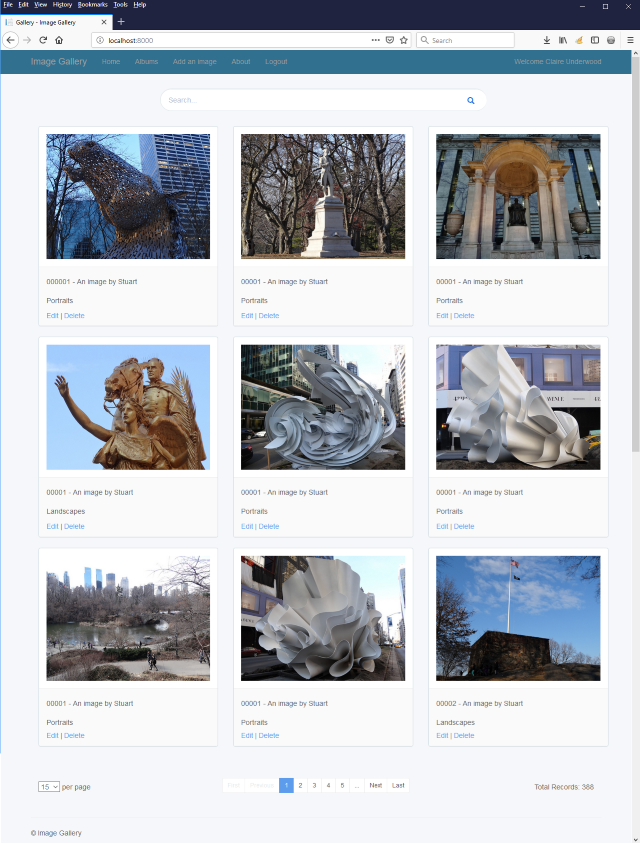 File Edit View History Bookmarks Tools Help
Gallery - Image Gallery
localhost:8000
Search
Image Gallery Home Albums Add an image About Logout Welcome Claire Underwood
Search...
000001 - An image by Stuart
Portraits
Edit | Delete
00001 - An image by Stuart
Portraits
Edit | Delete
00001 - An image by Stuart
Portraits
Edit | Delete
00001 - An image by Stuart
Landscapes
Edit | Delete
00001 - An image by Stuart
Portraits
Edit | Delete
00001 - An image by Stuart
Portraits
Edit | Delete
00001 - An image by Stuart
Portraits
Edit | Delete
00001 - An image by Stuart
Portraits
Edit | Delete
00002 - An image by Stuart
Landscapes
Edit | Delete
15 per page First Previous 1 2 3 4 5 ... Next Last Total Records: 388
© Image Gallery